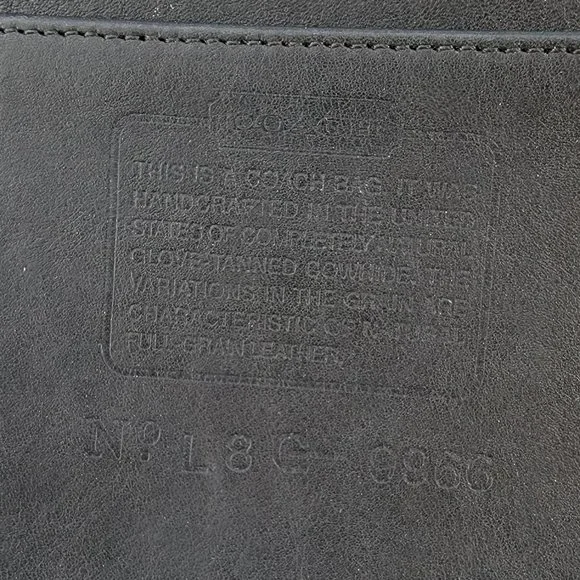 COACH
THIS IS A COACH BAG. IT WAS
HANDCRAFTED IN THE UNITED
STATES OF COMPLETELY NATURAL
GLOVE-TANNED COWHIDE. THE
VARIATIONS IN THE GRAIN ARE
CHARACTERISTIC OF NATURAL
FULL GRAIN LEATHER.
No L8C-9966